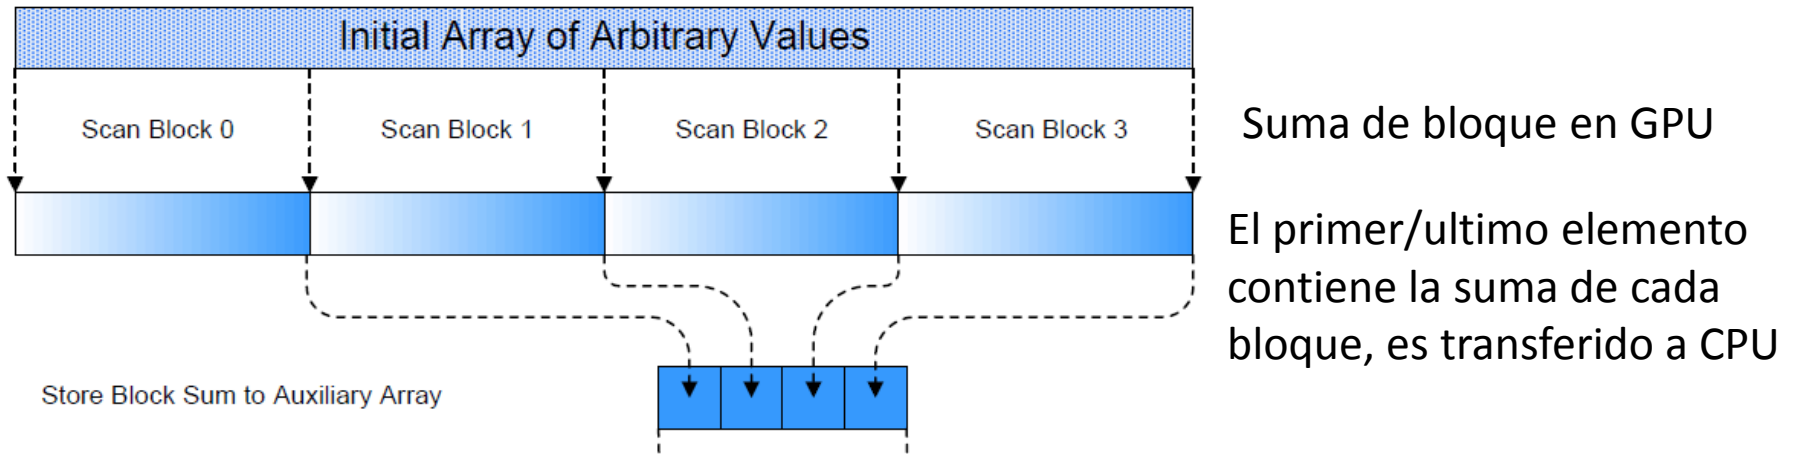 Initial Array of Arbitrary Values
Scan Block 0
Scan Block 1
Scan Block 2
Scan Block 3
Suma de bloque en GPU
El primer/ultimo elemento
contiene la suma de cada
bloque, es transferido a CPU
Store Block Sum to Auxiliary Array